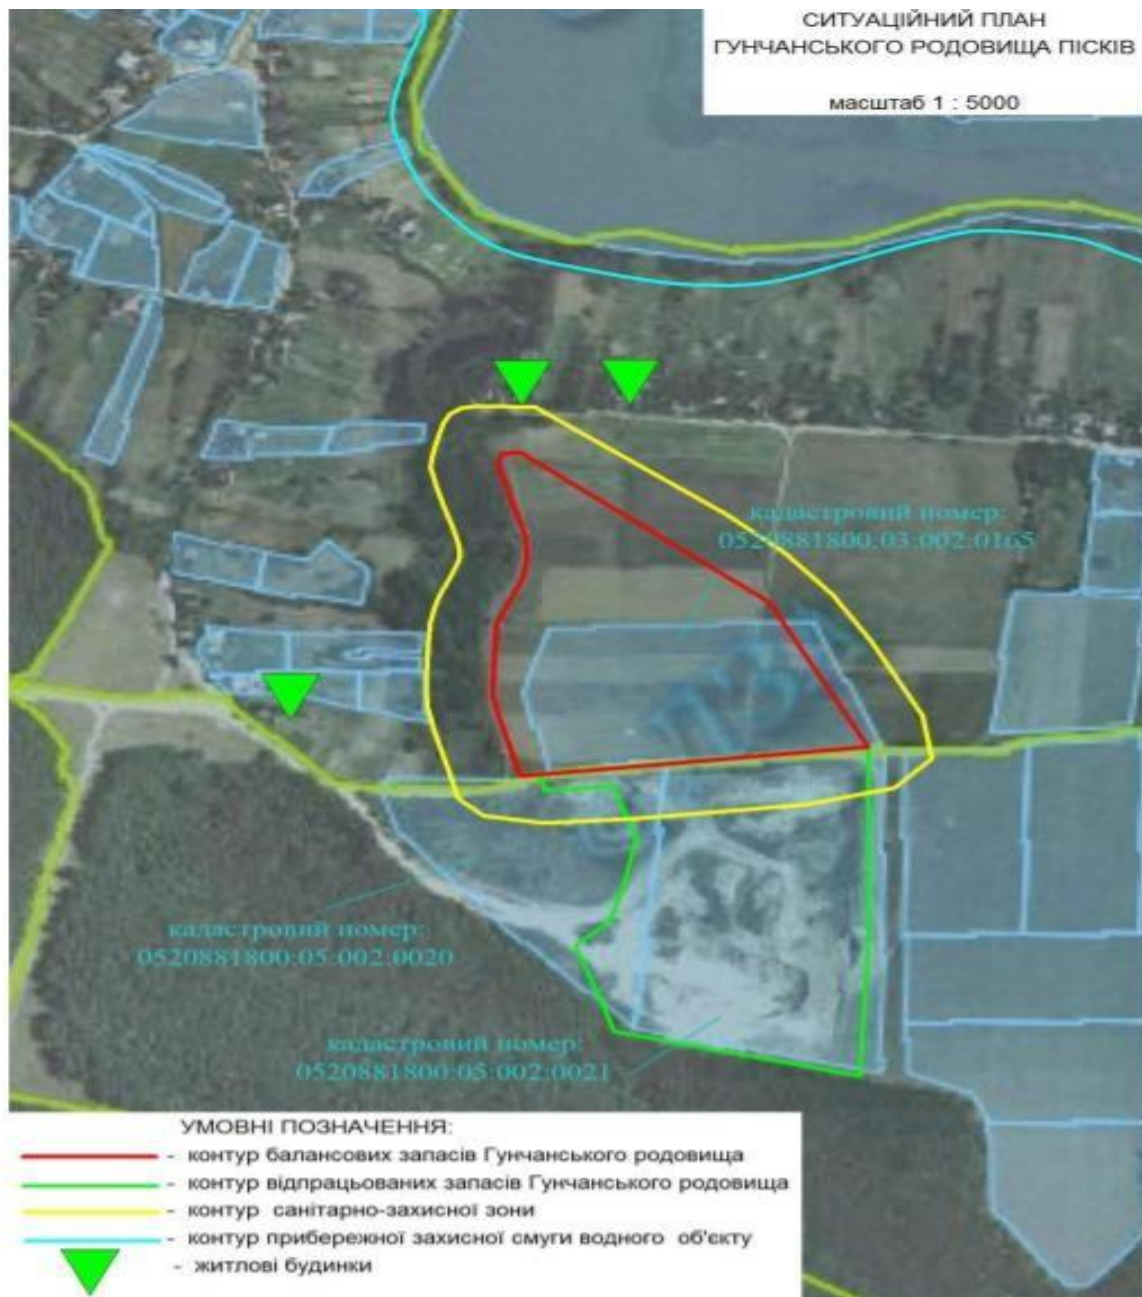 СИТУАЦІЙНИЙ ПЛАН
ГУНЧАНСЬКОГО РОДОВИЩА ПІСКІВ
масштаб 1 : 5000
кадастровий номер:
0520881800:03:002:0165
кадастровий номер:
0520881800:05:002:0020
кадастровий номер:
0520881800:05:002:0021
УМОВНІ ПОЗНАЧЕННЯ:
- контур балансових запасів Гунчанського родовища
- контур відпрацьованих запасів Гунчанського родовища
- контур санітарно-захисної зони
- контур прибережної захисної смуги водного об'єкту
- житлові будинки